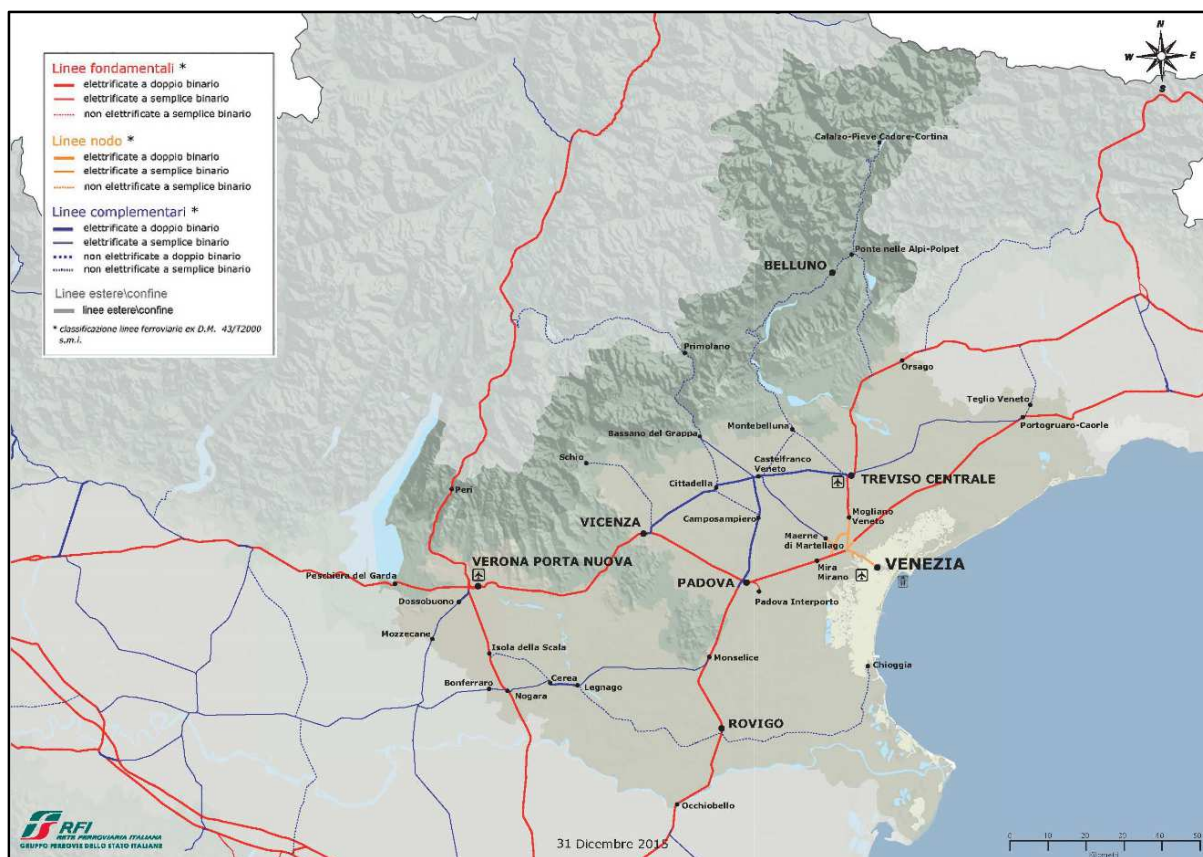 Linee fondamentali *
elettrificate a doppio binario
elettrificate a semplice binario
non elettrificate a semplice binario
Linee nodo *
elettrificate a doppio binario
elettrificate a semplice binario
non elettrificate a semplice binario
Linee complementari *
elettrificate a doppio binario
elettrificate a semplice binario
non elettrificate a doppio binario
non elettrificate a semplice binario
Linee estere\confine
linee estere\confine
* classificazione linee ferroviarie ex D.M. 43/T2000
s.m.i.
N
W
E
S
Calalzo-Pieve Cadore-Cortina
Ponte nelle Alpi-Polpet
BELLUNO
Primolano
Orsago
Teglio Veneto
Portogruaro-Caorle
Montebelluna
Bassano del Grappa
Schio
Castelfranco
Veneto
Cittadella
TREVISO CENTRALE
Peri
Camposampiero
Mogliano
Veneto
VICENZA
Maerne
di Martellago
VERONA PORTA NUOVA
VENEZIA
Mira
Mirano
Peschiera del Garda
PADOVA
Padova Interporto
Dossobuono
Mozzecane
Isola della Scala
Monselice
Chioggia
Bonferraro
Cerea
Legnago
Nogara
ROVIGO
Occhiobello
RFI
RETE FERROVIARIA ITALIANA
GRUPPO FERROVIE DELLO STATO ITALIANE
31 Dicembre 2015
0 10 20 30 40 50
Kilometri